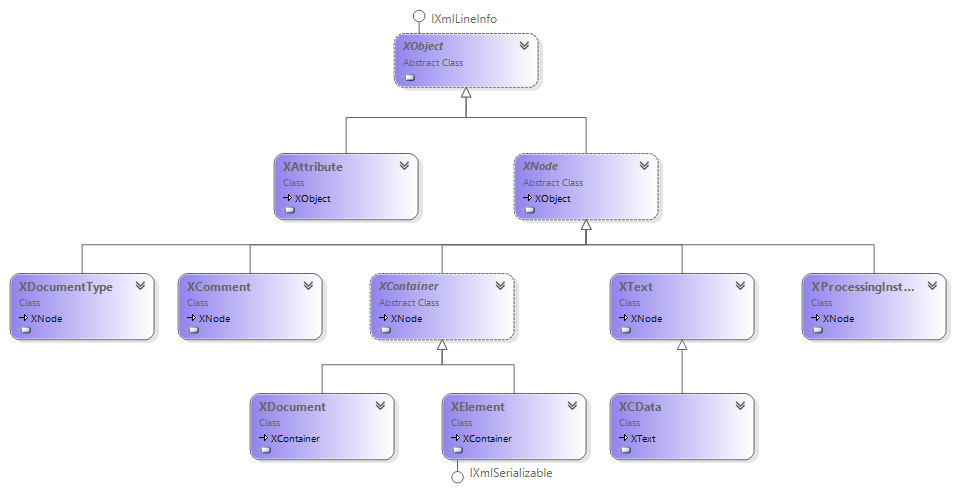 IXmlLineInfo
XObject
Abstract Class
XAttribute
Class
XObject
XNode
Abstract Class
XObject
XDocumentType
Class
XNode
XComment
Class
XNode
XContainer
Abstract Class
XNode
XText
Class
XNode
XProcessingInst...
Class
XNode
XDocument
Class
XContainer
XElement
Class
XContainer
XCData
Class
XText
IXmlSerializable